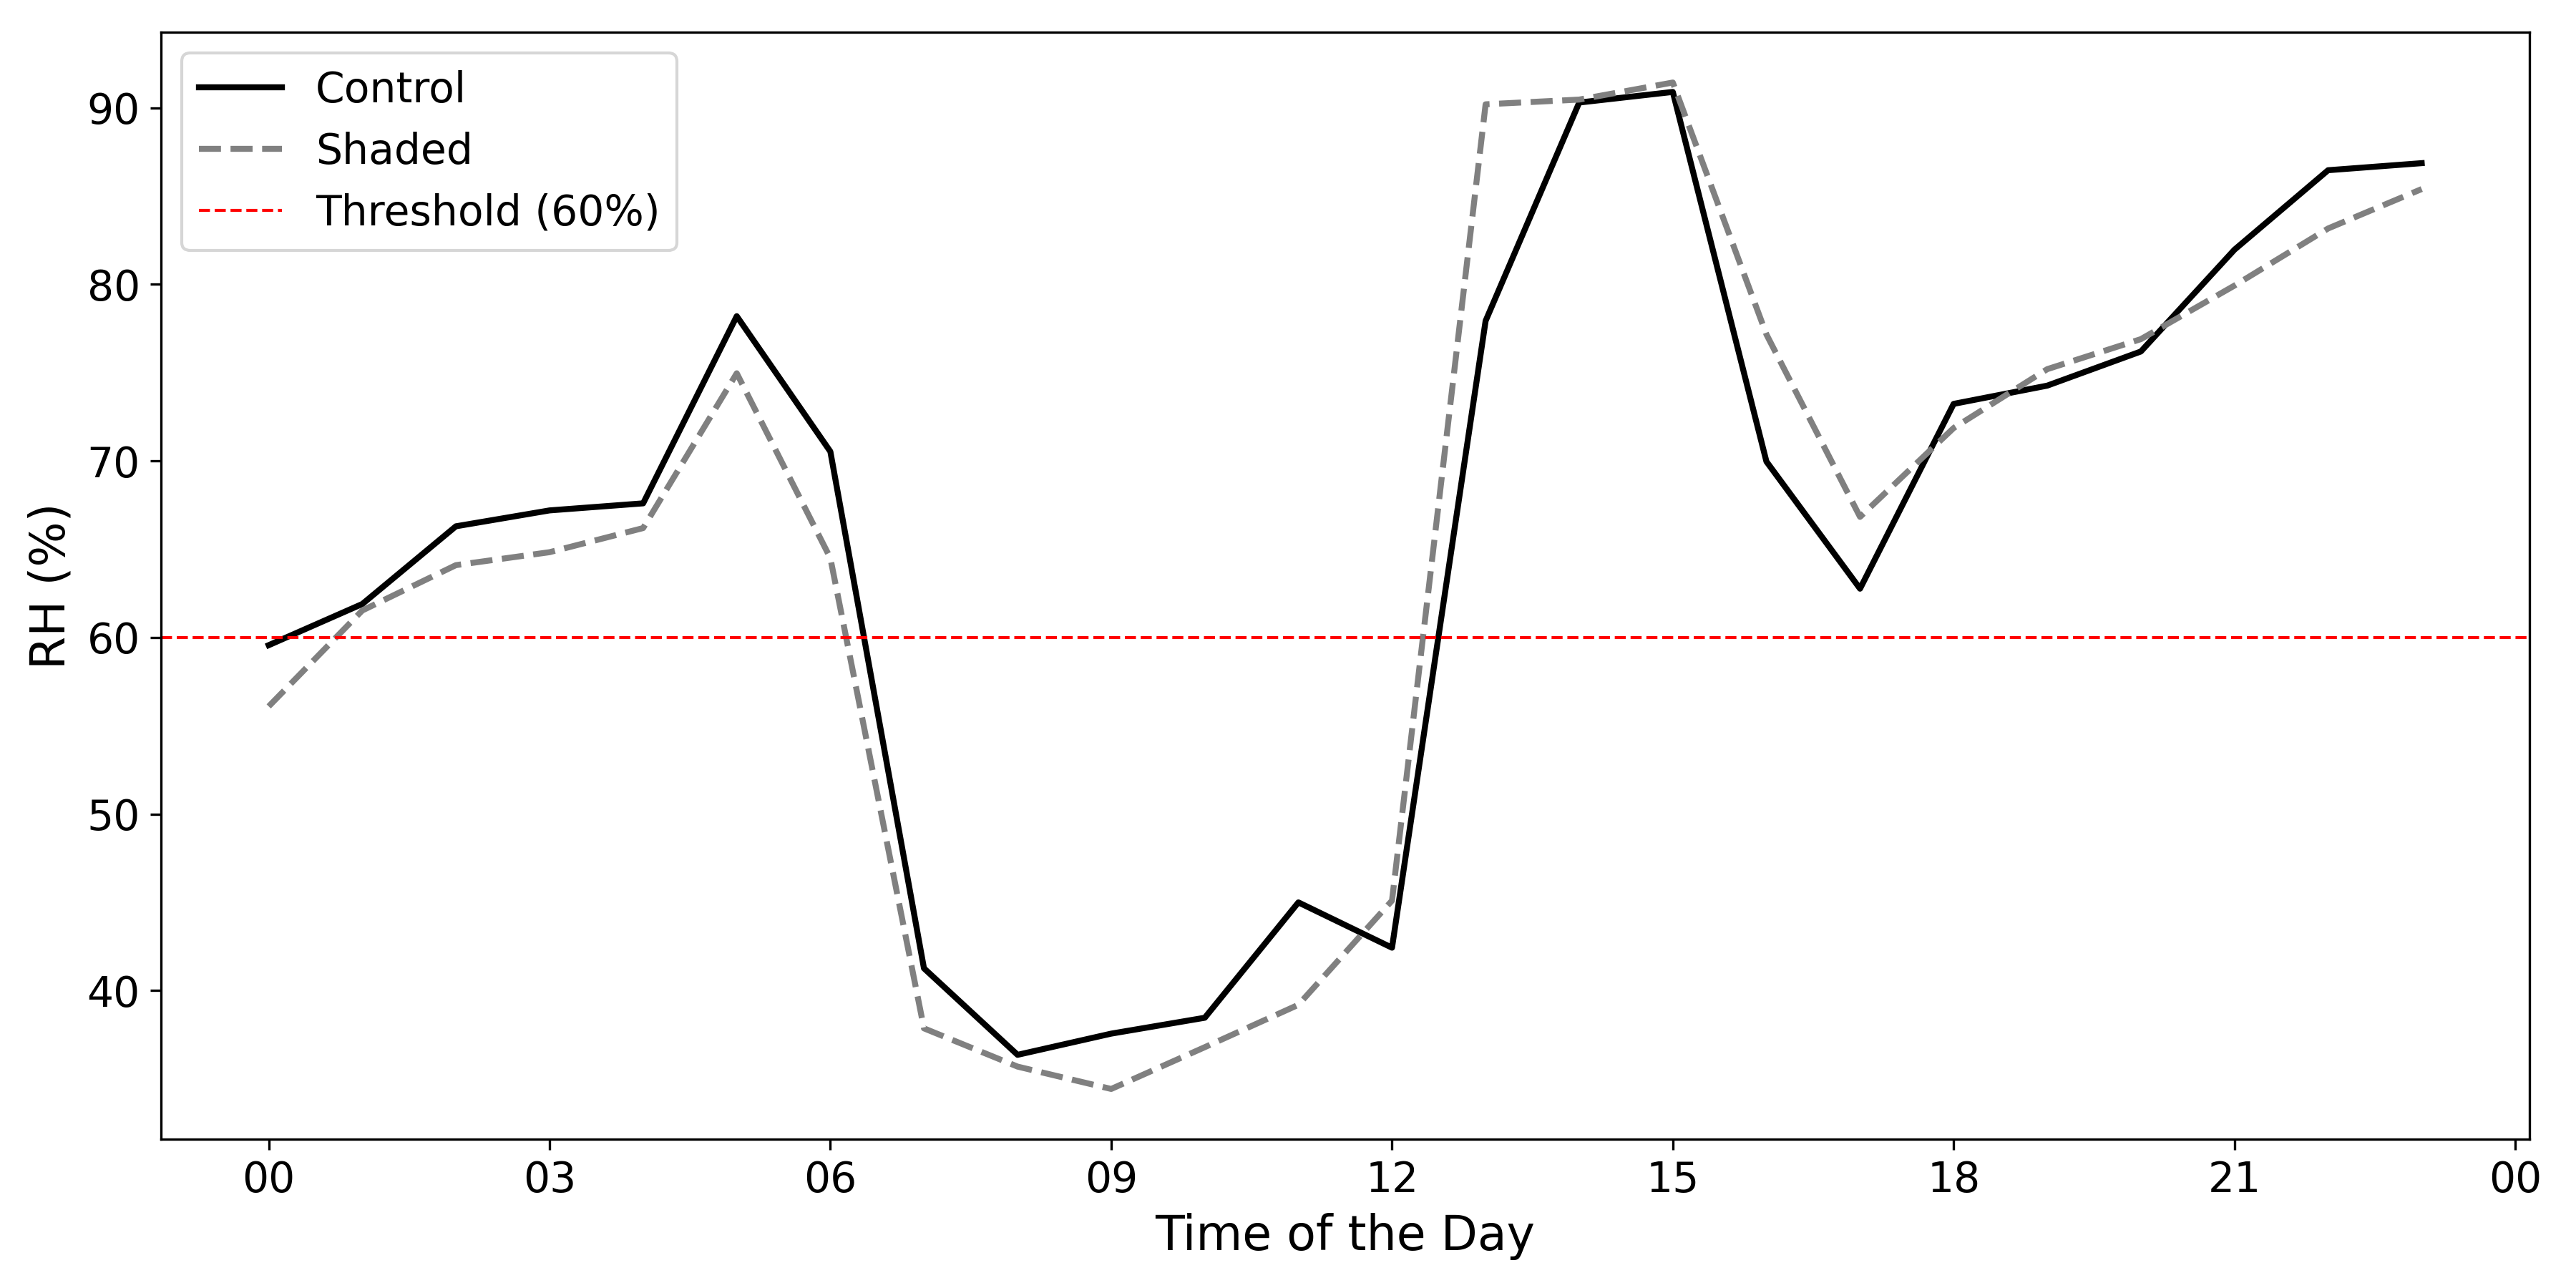 Control
Shaded
Threshold (60%)
90
80
70
60
50
40
RH (%)
00 03 06 09 12 15 18 21 00
Time of the Day